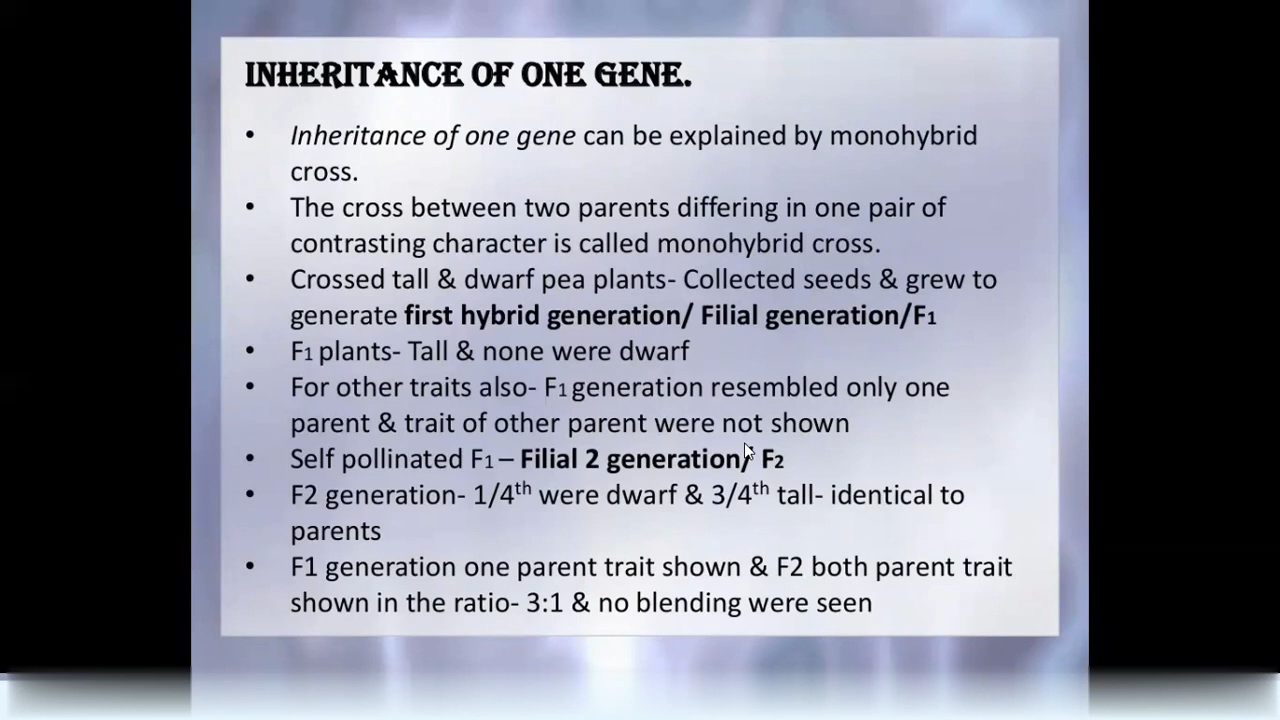 INHERITANCE OF ONE GENE.
• Inheritance of one gene can be explained by monohybrid
cross.
• The cross between two parents differing in one pair of
contrasting character is called monohybrid cross.
• Crossed tall & dwarf pea plants- Collected seeds & grew to
generate first hybrid generation/ Filial generation/F1
• F1 plants- Tall & none were dwarf
• For other traits also- F1 generation resembled only one
parent & trait of other parent were not shown
• Self pollinated F1 – Filial 2 generation/ F2
• F2 generation- 1/4th were dwarf & 3/4th tall- identical to
parents
• F1 generation one parent trait shown & F2 both parent trait
shown in the ratio- 3:1 & no blending were seen